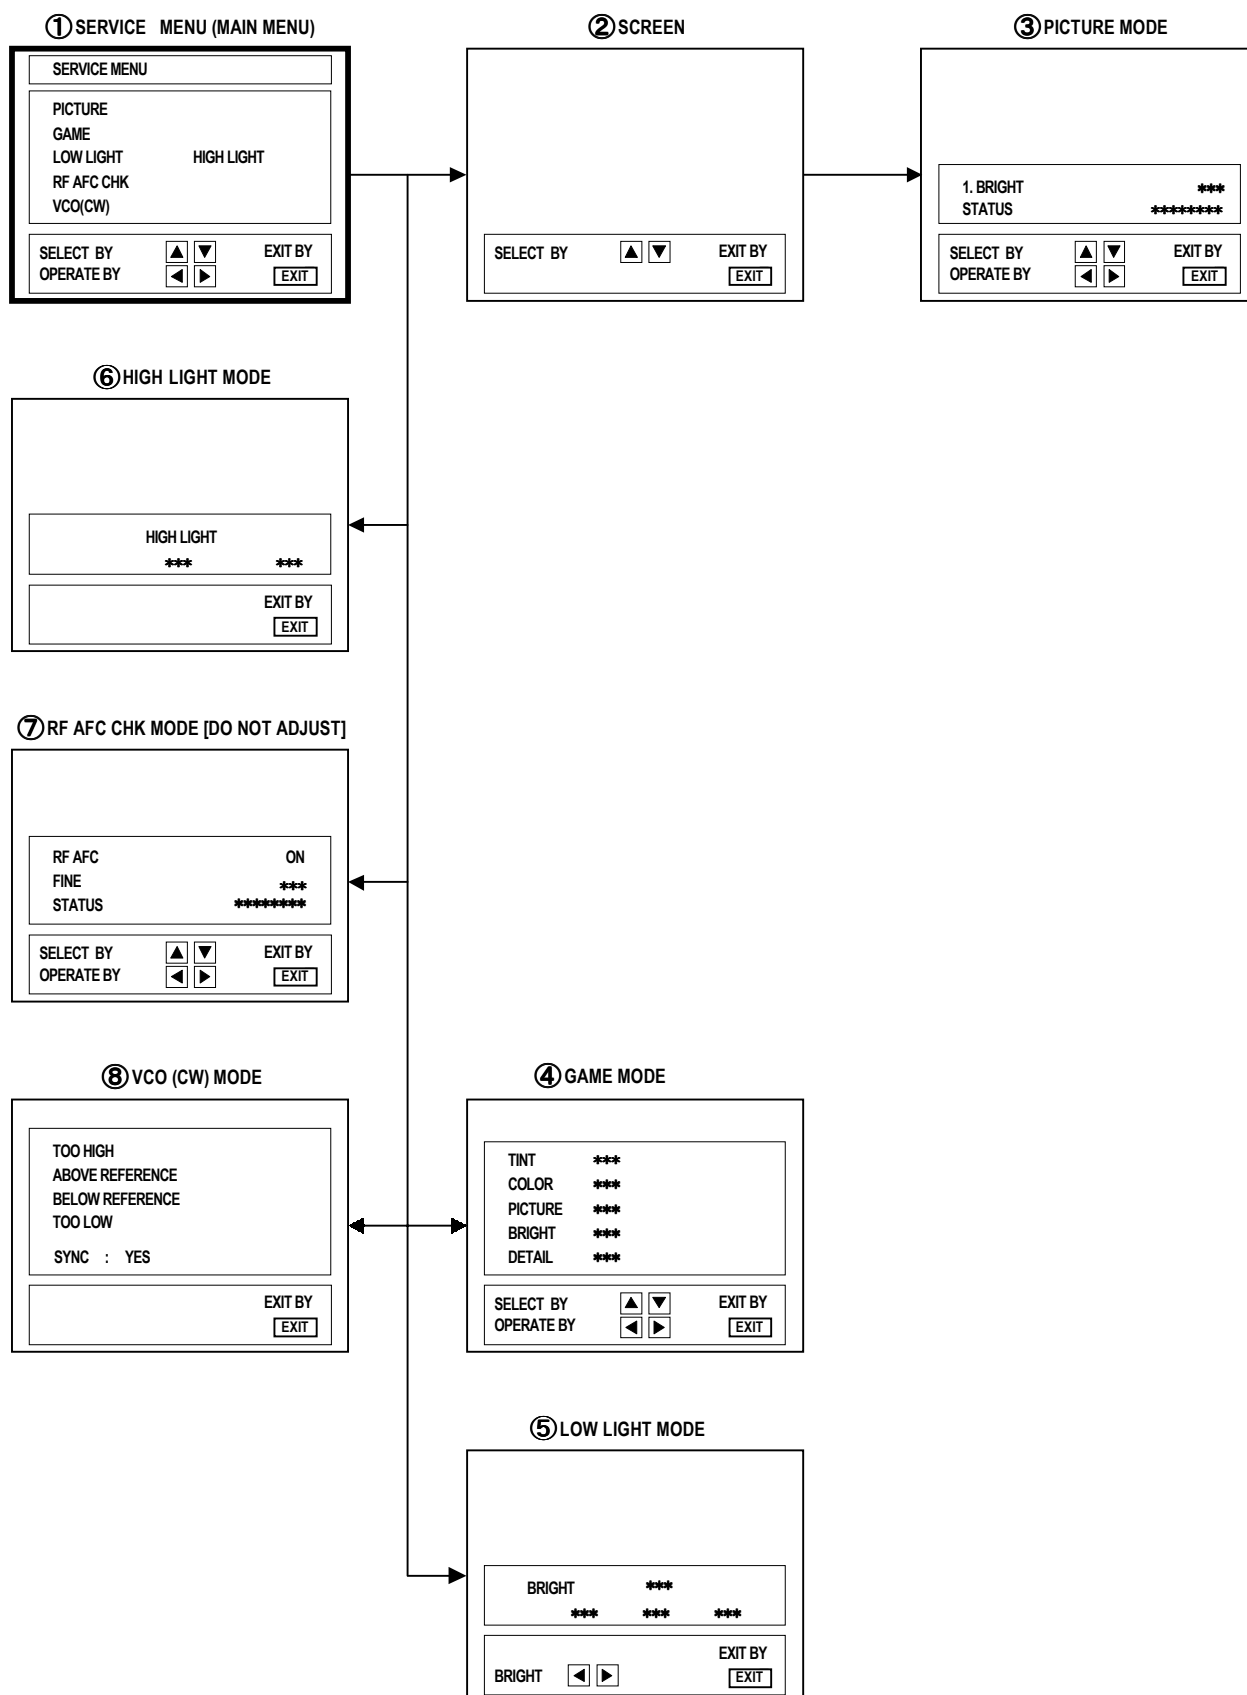 ①SERVICE MENU (MAIN MENU)
SERVICE MENU
PICTURE
GAME
LOW LIGHT HIGH LIGHT
RF AFC CHK
VCO(CW)
SELECT BY ▲ ▼ EXIT BY
OPERATE BY ◀ ▶ EXIT
②SCREEN
SELECT BY ▲ ▼ EXIT BY
EXIT
③PICTURE MODE
1. BRIGHT ***
STATUS ********
SELECT BY ▲ ▼ EXIT BY
OPERATE BY ◀ ▶ EXIT
⑥HIGH LIGHT MODE
HIGH LIGHT
*** ***
EXIT BY
EXIT
⑦RF AFC CHK MODE [DO NOT ADJUST]
RF AFC ON
FINE ***
STATUS ********
SELECT BY ▲ ▼ EXIT BY
OPERATE BY ◀ ▶ EXIT
⑧VCO (CW) MODE
TOO HIGH
ABOVE REFERENCE
BELOW REFERENCE
TOO LOW
SYNC : YES
EXIT BY
EXIT
④GAME MODE
TINT ***
COLOR ***
PICTURE ***
BRIGHT ***
DETAIL ***
SELECT BY ▲ ▼ EXIT BY
OPERATE BY ◀ ▶ EXIT
⑤LOW LIGHT MODE
BRIGHT ***
*** *** ***
EXIT BY
BRIGHT ◀ ▶ EXIT